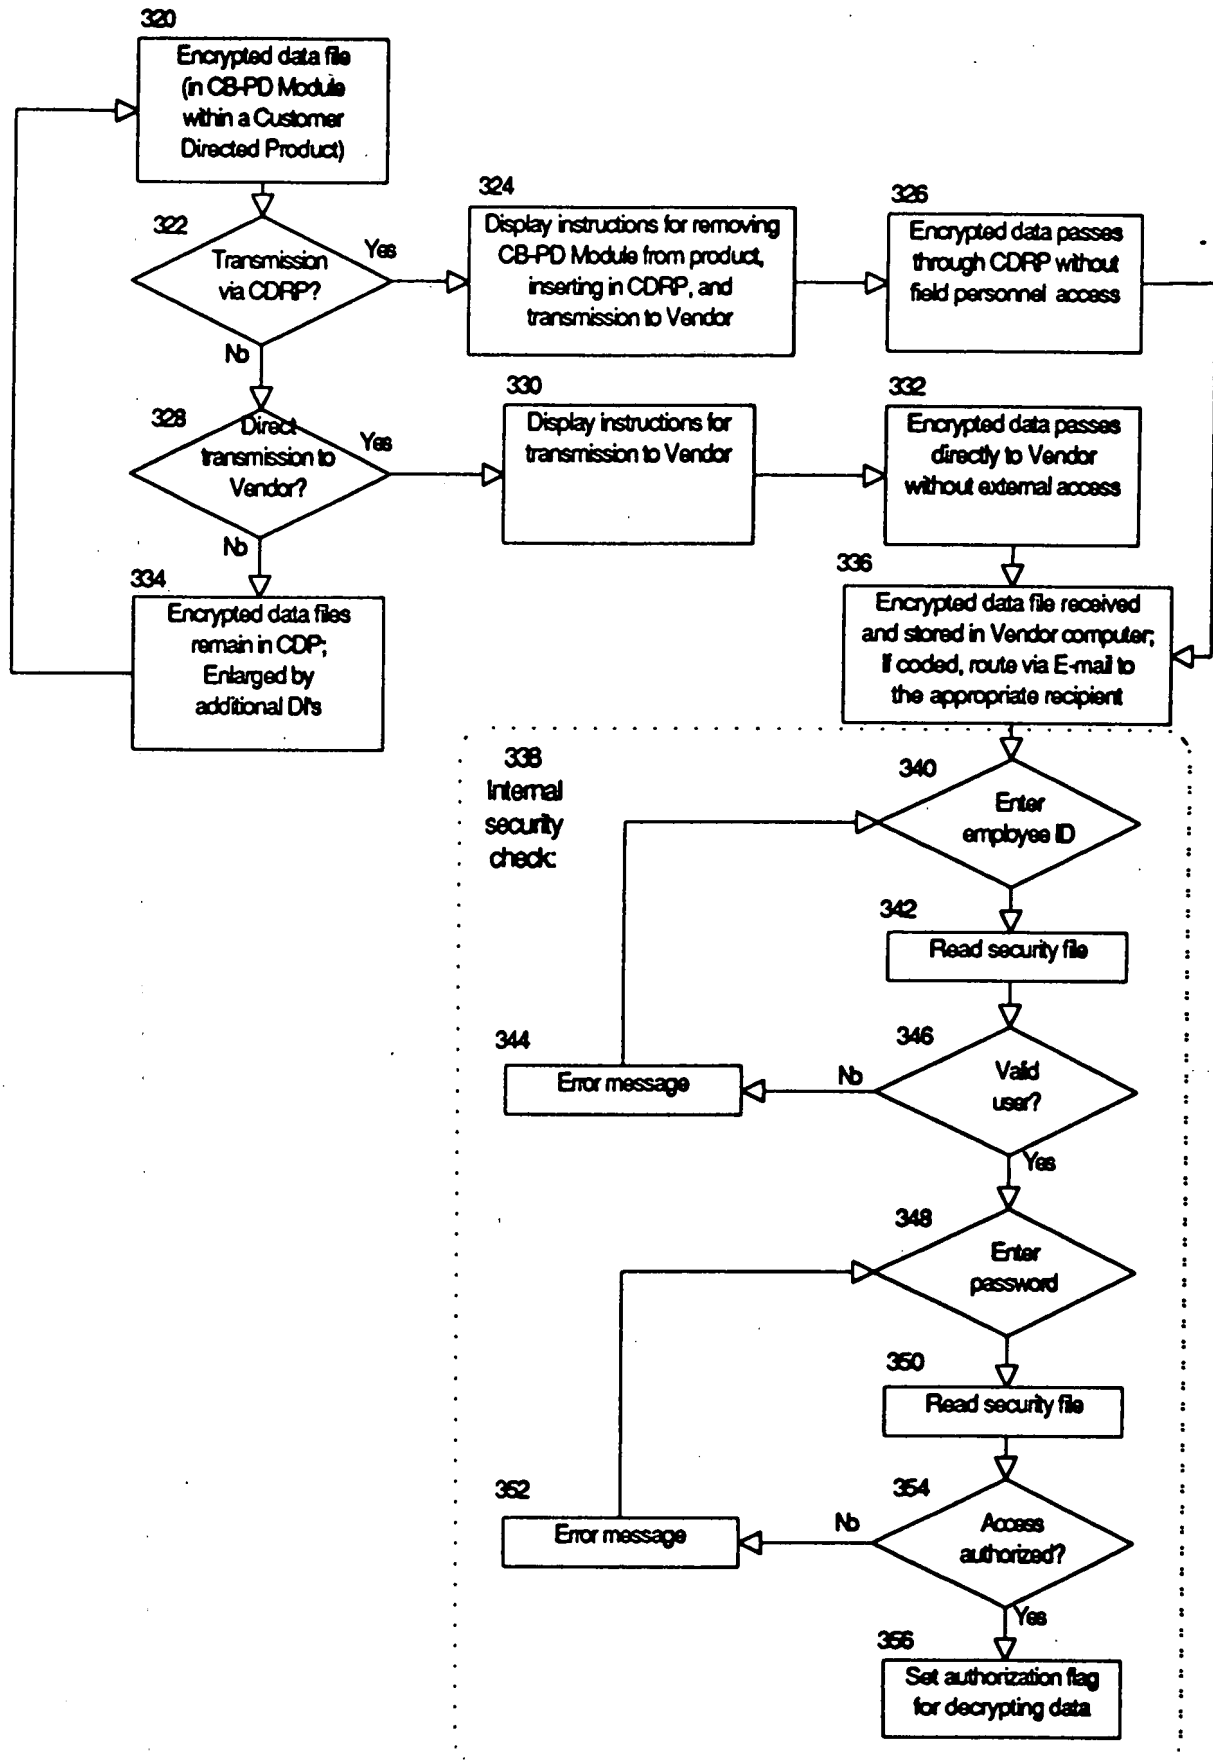 320
Encrypted data file
(in CB-PD Module
within a Customer
Directed Product)
322
Transmission
via CDRP?
Yes
No
324
Display instructions for removing
CB-PD Module from product,
inserting in CDRP, and
transmission to Vendor
326
Encrypted data passes
through CDRP without
field personnel access
328
Direct
transmission to
Vendor?
Yes
No
330
Display instructions for
transmission to Vendor
332
Encrypted data passes
directly to Vendor
without external access
334
Encrypted data files
remain in CDP;
Enlarged by
additional DI's
336
Encrypted data file received
and stored in Vendor computer;
If coded, route via E-mail to
the appropriate recipient
338
Internal
security
check:
340
Enter
employee ID
342
Read security file
344
Error message
346
Valid
user?
No
Yes
348
Enter
password
350
Read security file
352
Error message
354
Access
authorized?
No
Yes
356
Set authorization flag
for decrypting data